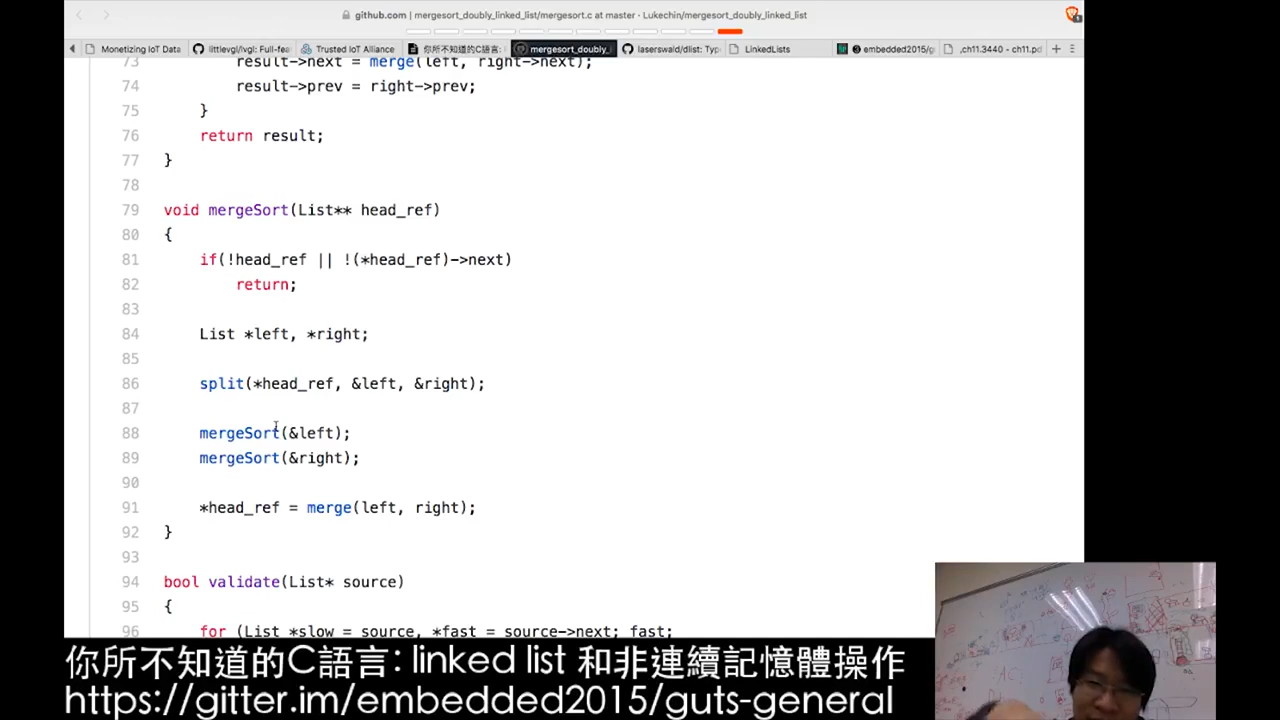 github.com | mergesort_doubly_linked_list/mergesort.c at master · Lukechin/mergesort_doubly_linked_list
Monetizing IoT Data
littlevgl/lvgl: Full-fea
Trusted IoT Alliance
你所不知道的C語言:
mergesort_doubly_l
laserswald/dlist: Typ
LinkedLists
embedded2015/g
,ch11.3440 - ch11.pd
73 result->next = merge(left, right->next);
74 result->prev = right->prev;
75 }
76 return result;
77 }
78
79 void mergeSort(List** head_ref)
80 {
81 if(!head_ref || !(*head_ref)->next)
82 return;
83
84 List *left, *right;
85
86 split(*head_ref, &left, &right);
87
88 mergeSort(&left);
89 mergeSort(&right);
90
91 *head_ref = merge(left, right);
92 }
93
94 bool validate(List* source)
95 {
96 for (List *slow = source, *fast = source->next; fast;
你所不知道的C語言: linked list 和非連續記憶體操作
https://gitter.im/embedded2015/guts-general